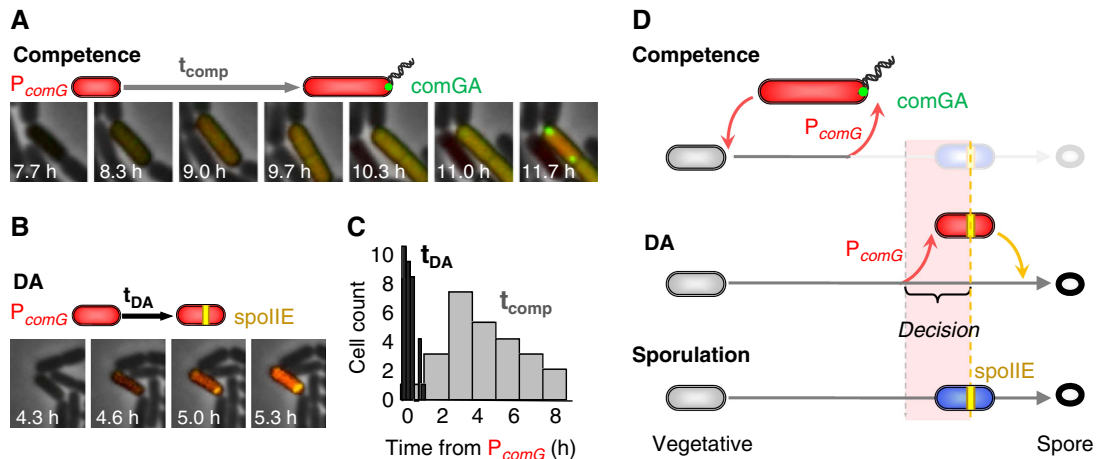 A
Competence
P_comG
t_comp
comGA
7.7 h
8.3 h
9.0 h
9.7 h
10.3 h
11.0 h
11.7 h
B
DA
P_comG
t_DA
spoIIE
4.3 h
4.6 h
5.0 h
5.3 h
C
10
8
6
4
2
0
Cell count
t_DA
t_comp
0 2 4 6 8
Time from P_comG (h)
D
Competence
comGA
P_comG
DA
P_comG
Decision
Sporulation
spoIIE
Vegetative
Spore